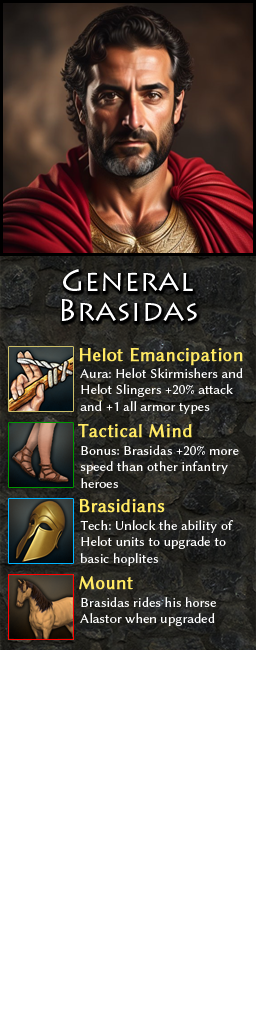 General
Brasidas
Helot Emancipation
Aura: Helot Skirmishers and
Helot Slingers +20% attack
and +1 all armor types
Tactical Mind
Bonus: Brasidas +20% more
speed than other infantry
heroes
Brasidians
Tech: Unlock the ability of
Helot units to upgrade to
basic hoplites
Mount
Brasidas rides his horse
Alastor when upgraded